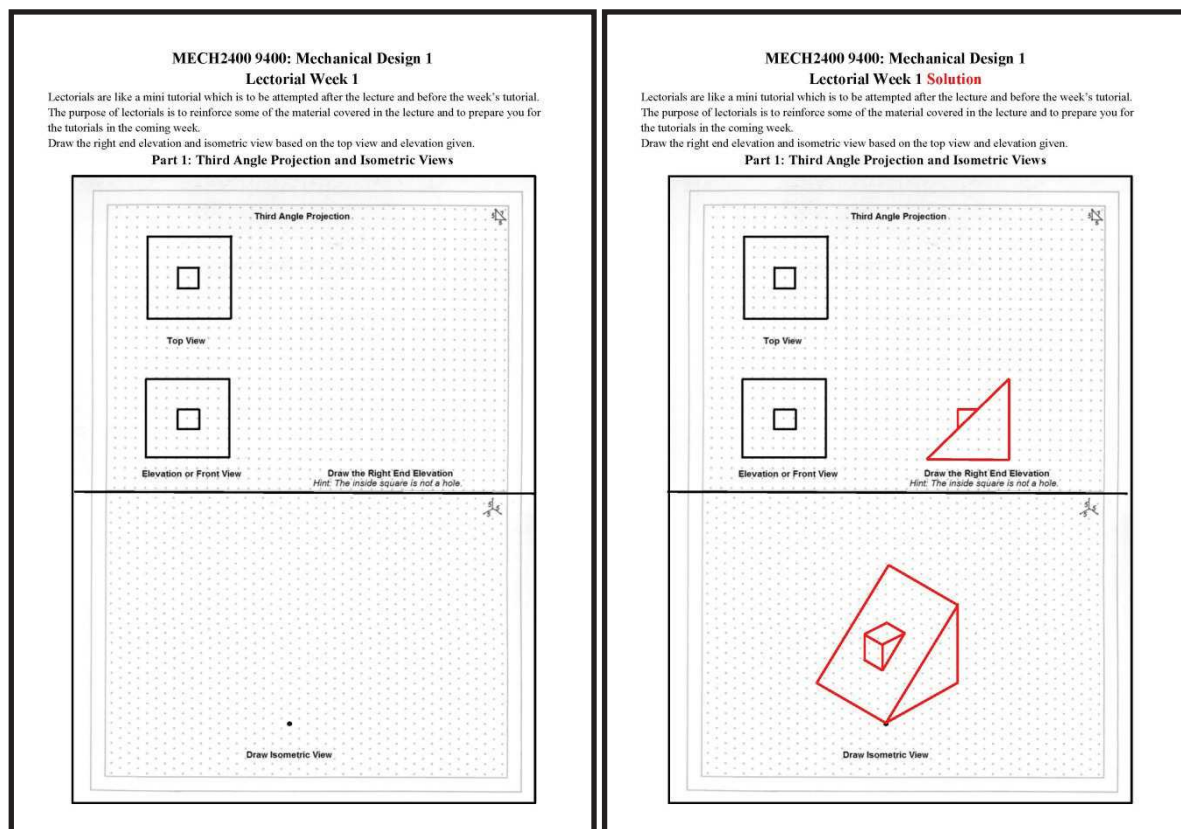 MECH2400 9400: Mechanical Design 1
Lectorial Week 1
Lectorials are like a mini tutorial which is to be attempted after the lecture and before the week's tutorial.
The purpose of lectorials is to reinforce some of the material covered in the lecture and to prepare you for
the tutorials in the coming week.
Draw the right end elevation and isometric view based on the top view and elevation given.
Part 1: Third Angle Projection and Isometric Views
Third Angle Projection
Top View
Elevation or Front View
Draw the Right End Elevation
Hint: The inside square is not a hole.
Draw Isometric View
MECH2400 9400: Mechanical Design 1
Lectorial Week 1 Solution
Lectorials are like a mini tutorial which is to be attempted after the lecture and before the week's tutorial.
The purpose of lectorials is to reinforce some of the material covered in the lecture and to prepare you for
the tutorials in the coming week.
Draw the right end elevation and isometric view based on the top view and elevation given.
Part 1: Third Angle Projection and Isometric Views
Third Angle Projection
Top View
Elevation or Front View
Draw the Right End Elevation
Hint: The inside square is not a hole.
Draw Isometric View